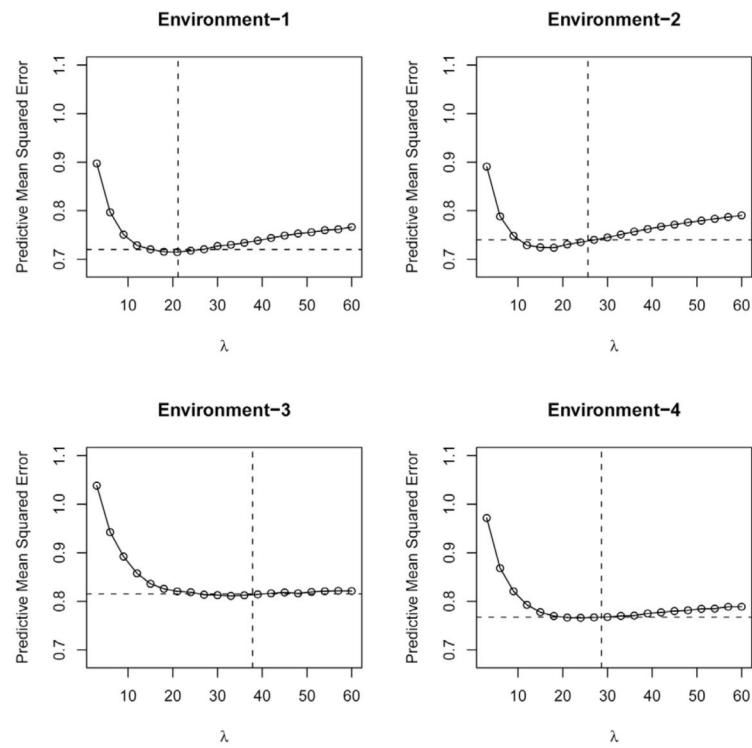 Environment−1
Predictive Mean Squared Error
1.1
1.0
0.9
0.8
0.7
10 20 30 40 50 60
λ
Environment−2
Predictive Mean Squared Error
1.1
1.0
0.9
0.8
0.7
10 20 30 40 50 60
λ
Environment−3
Predictive Mean Squared Error
1.1
1.0
0.9
0.8
0.7
10 20 30 40 50 60
λ
Environment−4
Predictive Mean Squared Error
1.1
1.0
0.9
0.8
0.7
10 20 30 40 50 60
λ